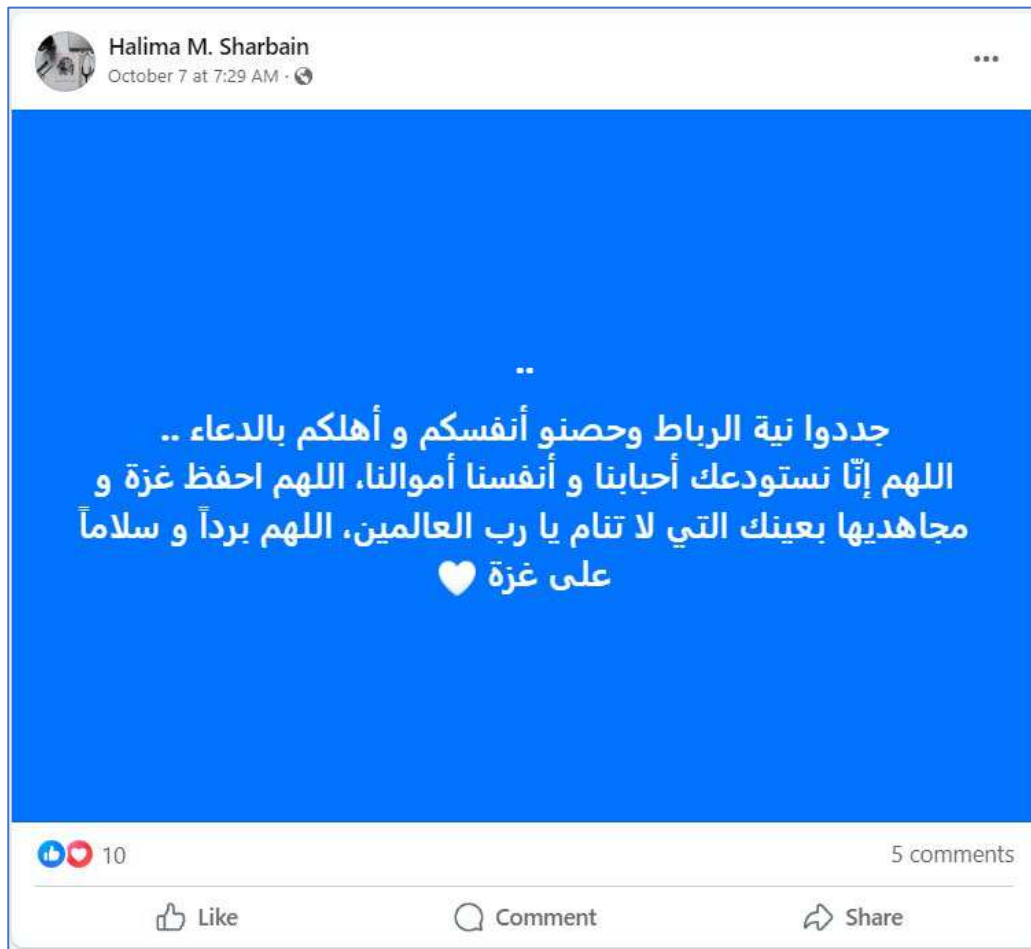 Halima M. Sharbain
October 7 at 7:29 AM ·
..
جددوا نية الرباط وحصنو أنفسكم و أهلكم بالدعاء ..
اللهم إنّا نستودعك أحبابنا و أنفسنا أموالنا، اللهم احفظ غزة و
مجاهديها بعينك التي لا تنام يا رب العالمين، اللهم برداً و سلاماً
على غزة 🤍
10
5 comments
Like
Comment
Share